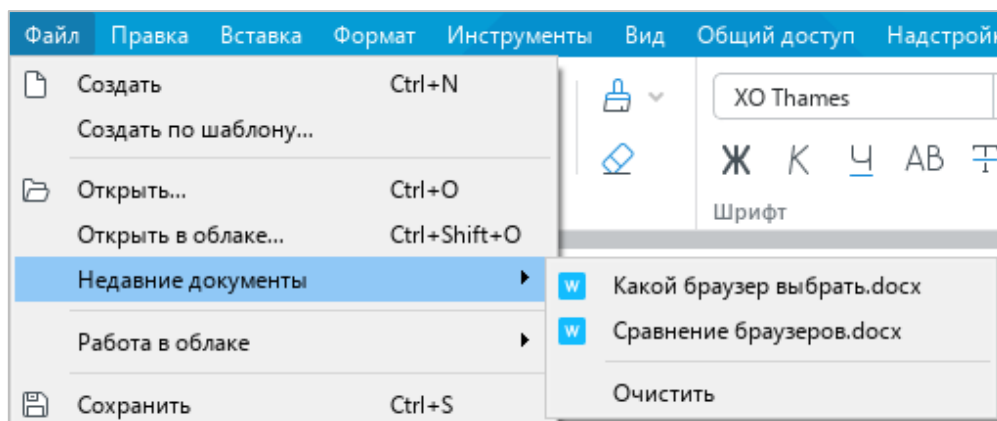 Файл Правка Вставка Формат Инструменты Вид Общий доступ Надстройк
Создать Ctrl+N
Создать по шаблону...
Открыть... Ctrl+O
Открыть в облаке... Ctrl+Shift+O
Недавние документы
Работа в облаке
Сохранить Ctrl+S
XO Thames
Ж К Ч АВ Т
Шрифт
W Какой браузер выбрать.docx
W Сравнение браузеров.docx
Очистить